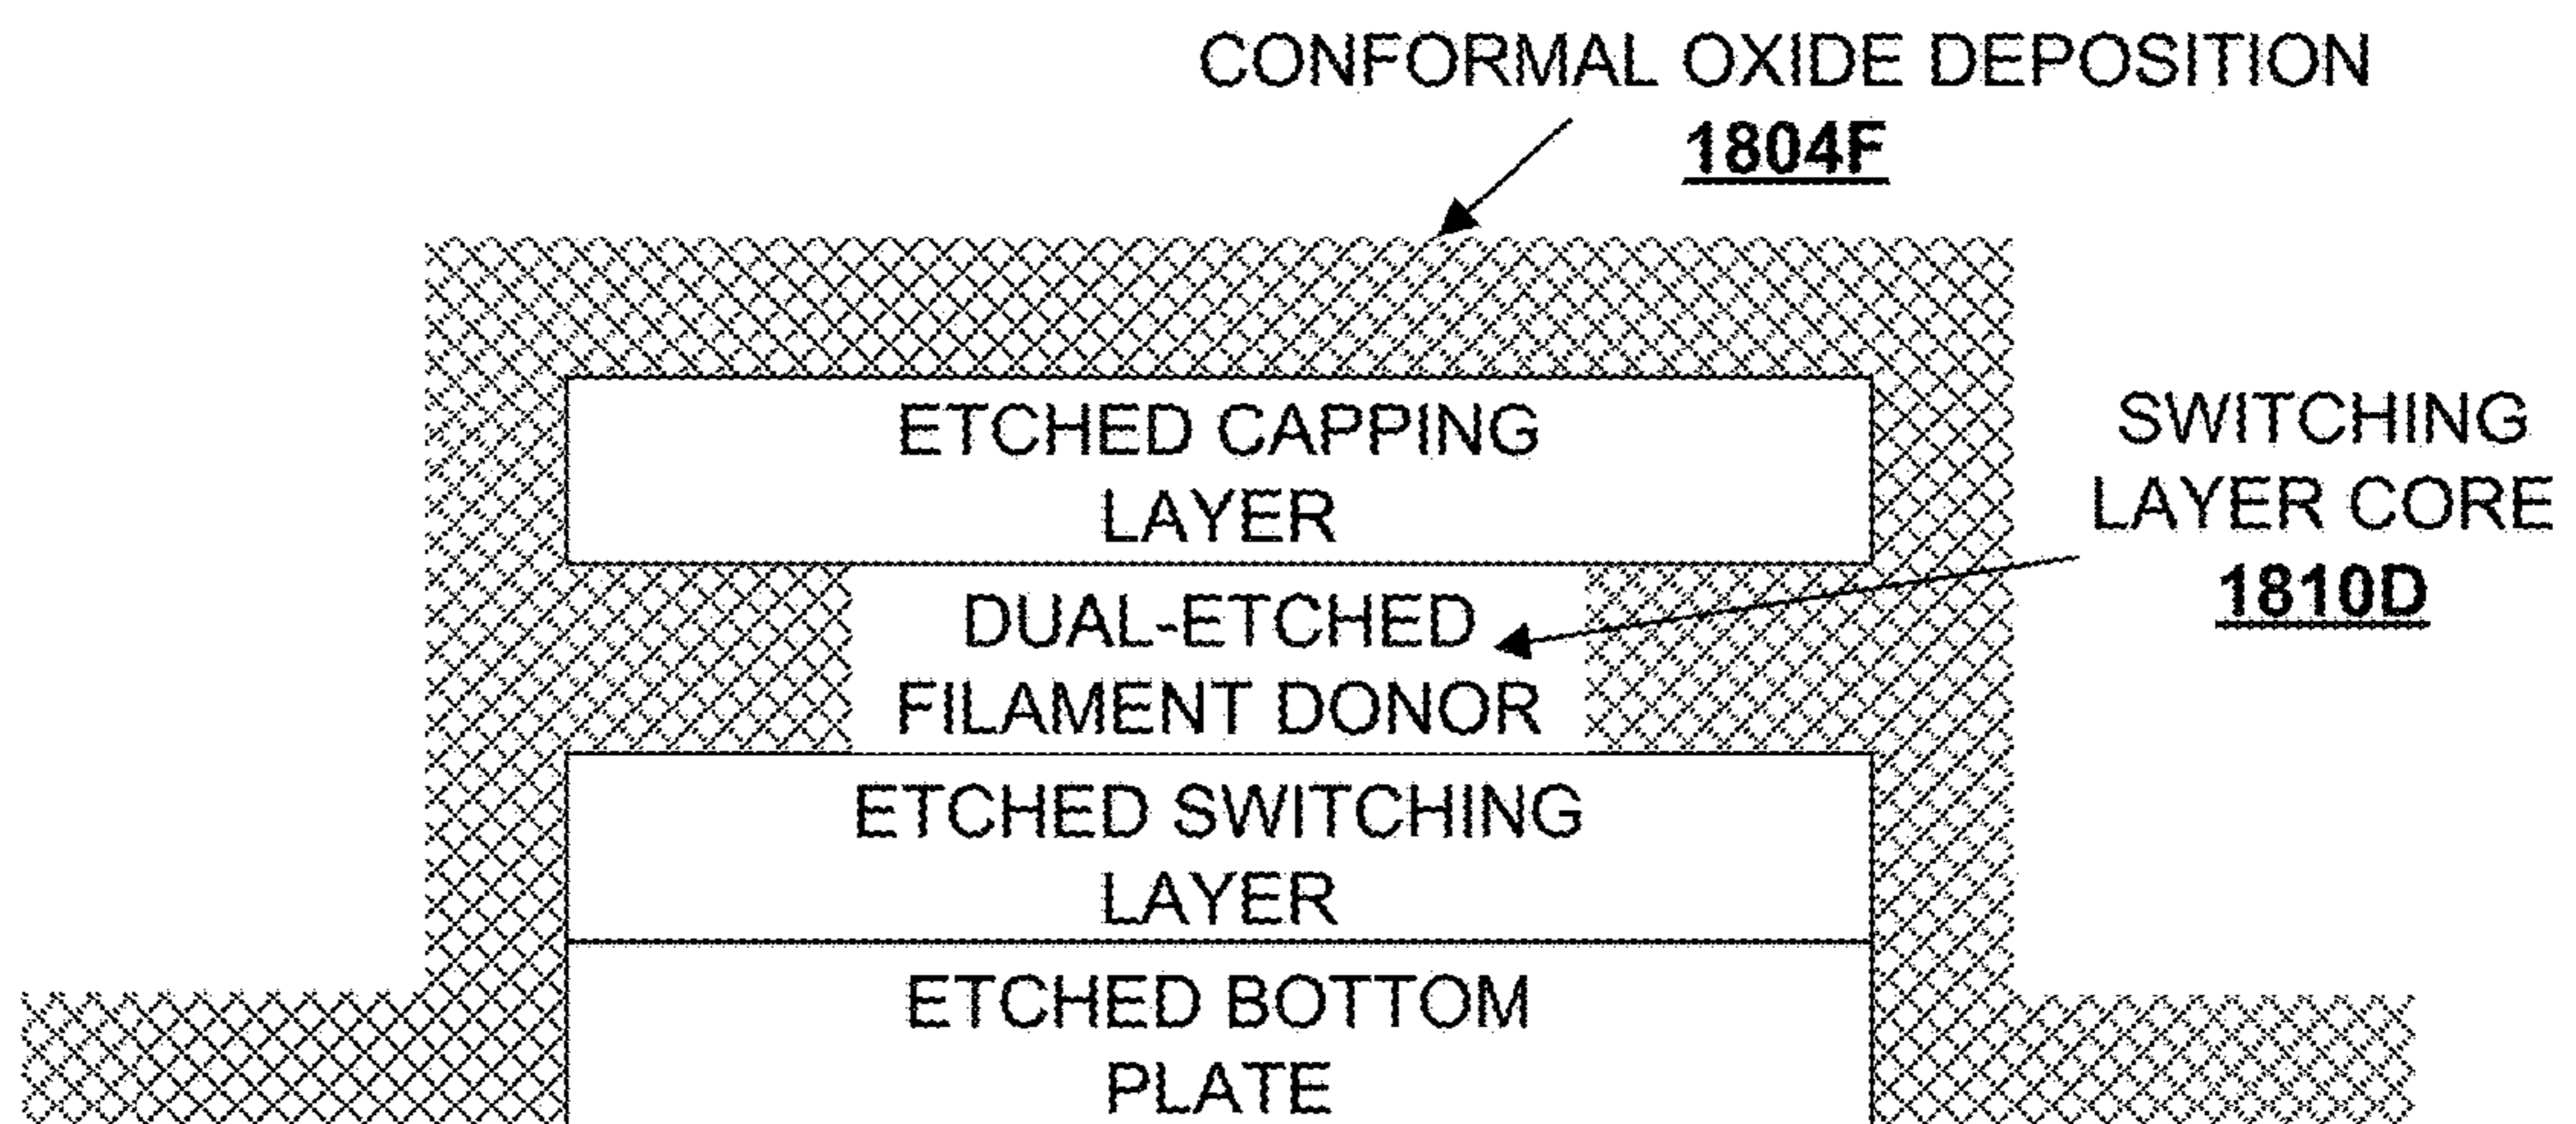 CONFORMAL OXIDE DEPOSITION
1804F
ETCHED CAPPING
LAYER
SWITCHING
LAYER CORE
1810D
DUAL-ETCHED
FILAMENT DONOR
ETCHED SWITCHING
LAYER
ETCHED BOTTOM
PLATE